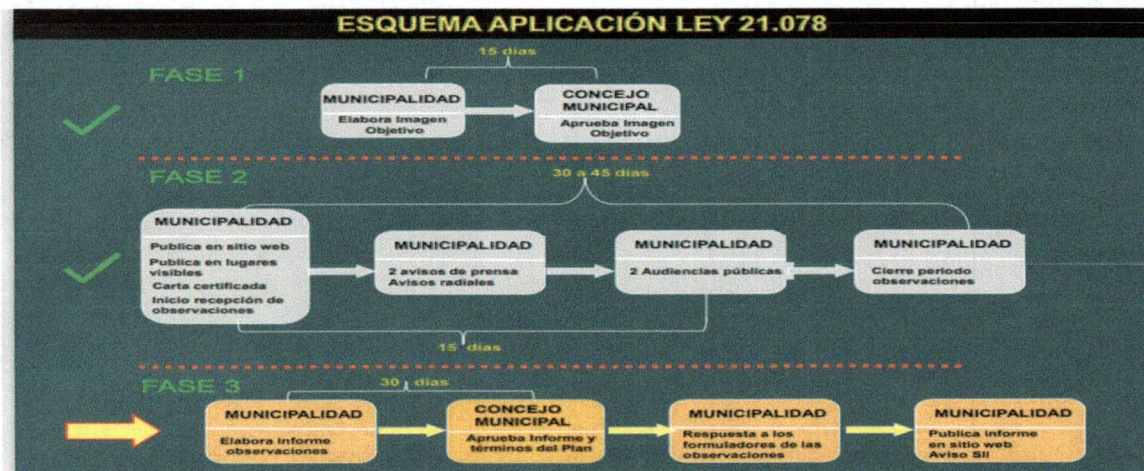 ESQUEMA APLICACIÓN LEY 21.078
15 días
FASE 1
MUNICIPALIDAD
Elabora Imagen
Objetivo
CONCEJO
MUNICIPAL
Aprueba Imagen
Objetivo
FASE 2
30 a 45 días
MUNICIPALIDAD
Publica en sitio web
Publica en lugares
visibles
Carta certificada
Inicio recepción de
observaciones
MUNICIPALIDAD
2 avisos de prensa
Avisos radiales
MUNICIPALIDAD
2 Audiencias públicas
MUNICIPALIDAD
Cierre periodo
observaciones
15 días
FASE 3
30 días
MUNICIPALIDAD
Elabora informe
observaciones
CONCEJO
MUNICIPAL
Aprueba Informe y
términos del Plan
MUNICIPALIDAD
Respuesta a los
formuladores de las
observaciones
MUNICIPALIDAD
Publica informe
en sitio web
Aviso SII